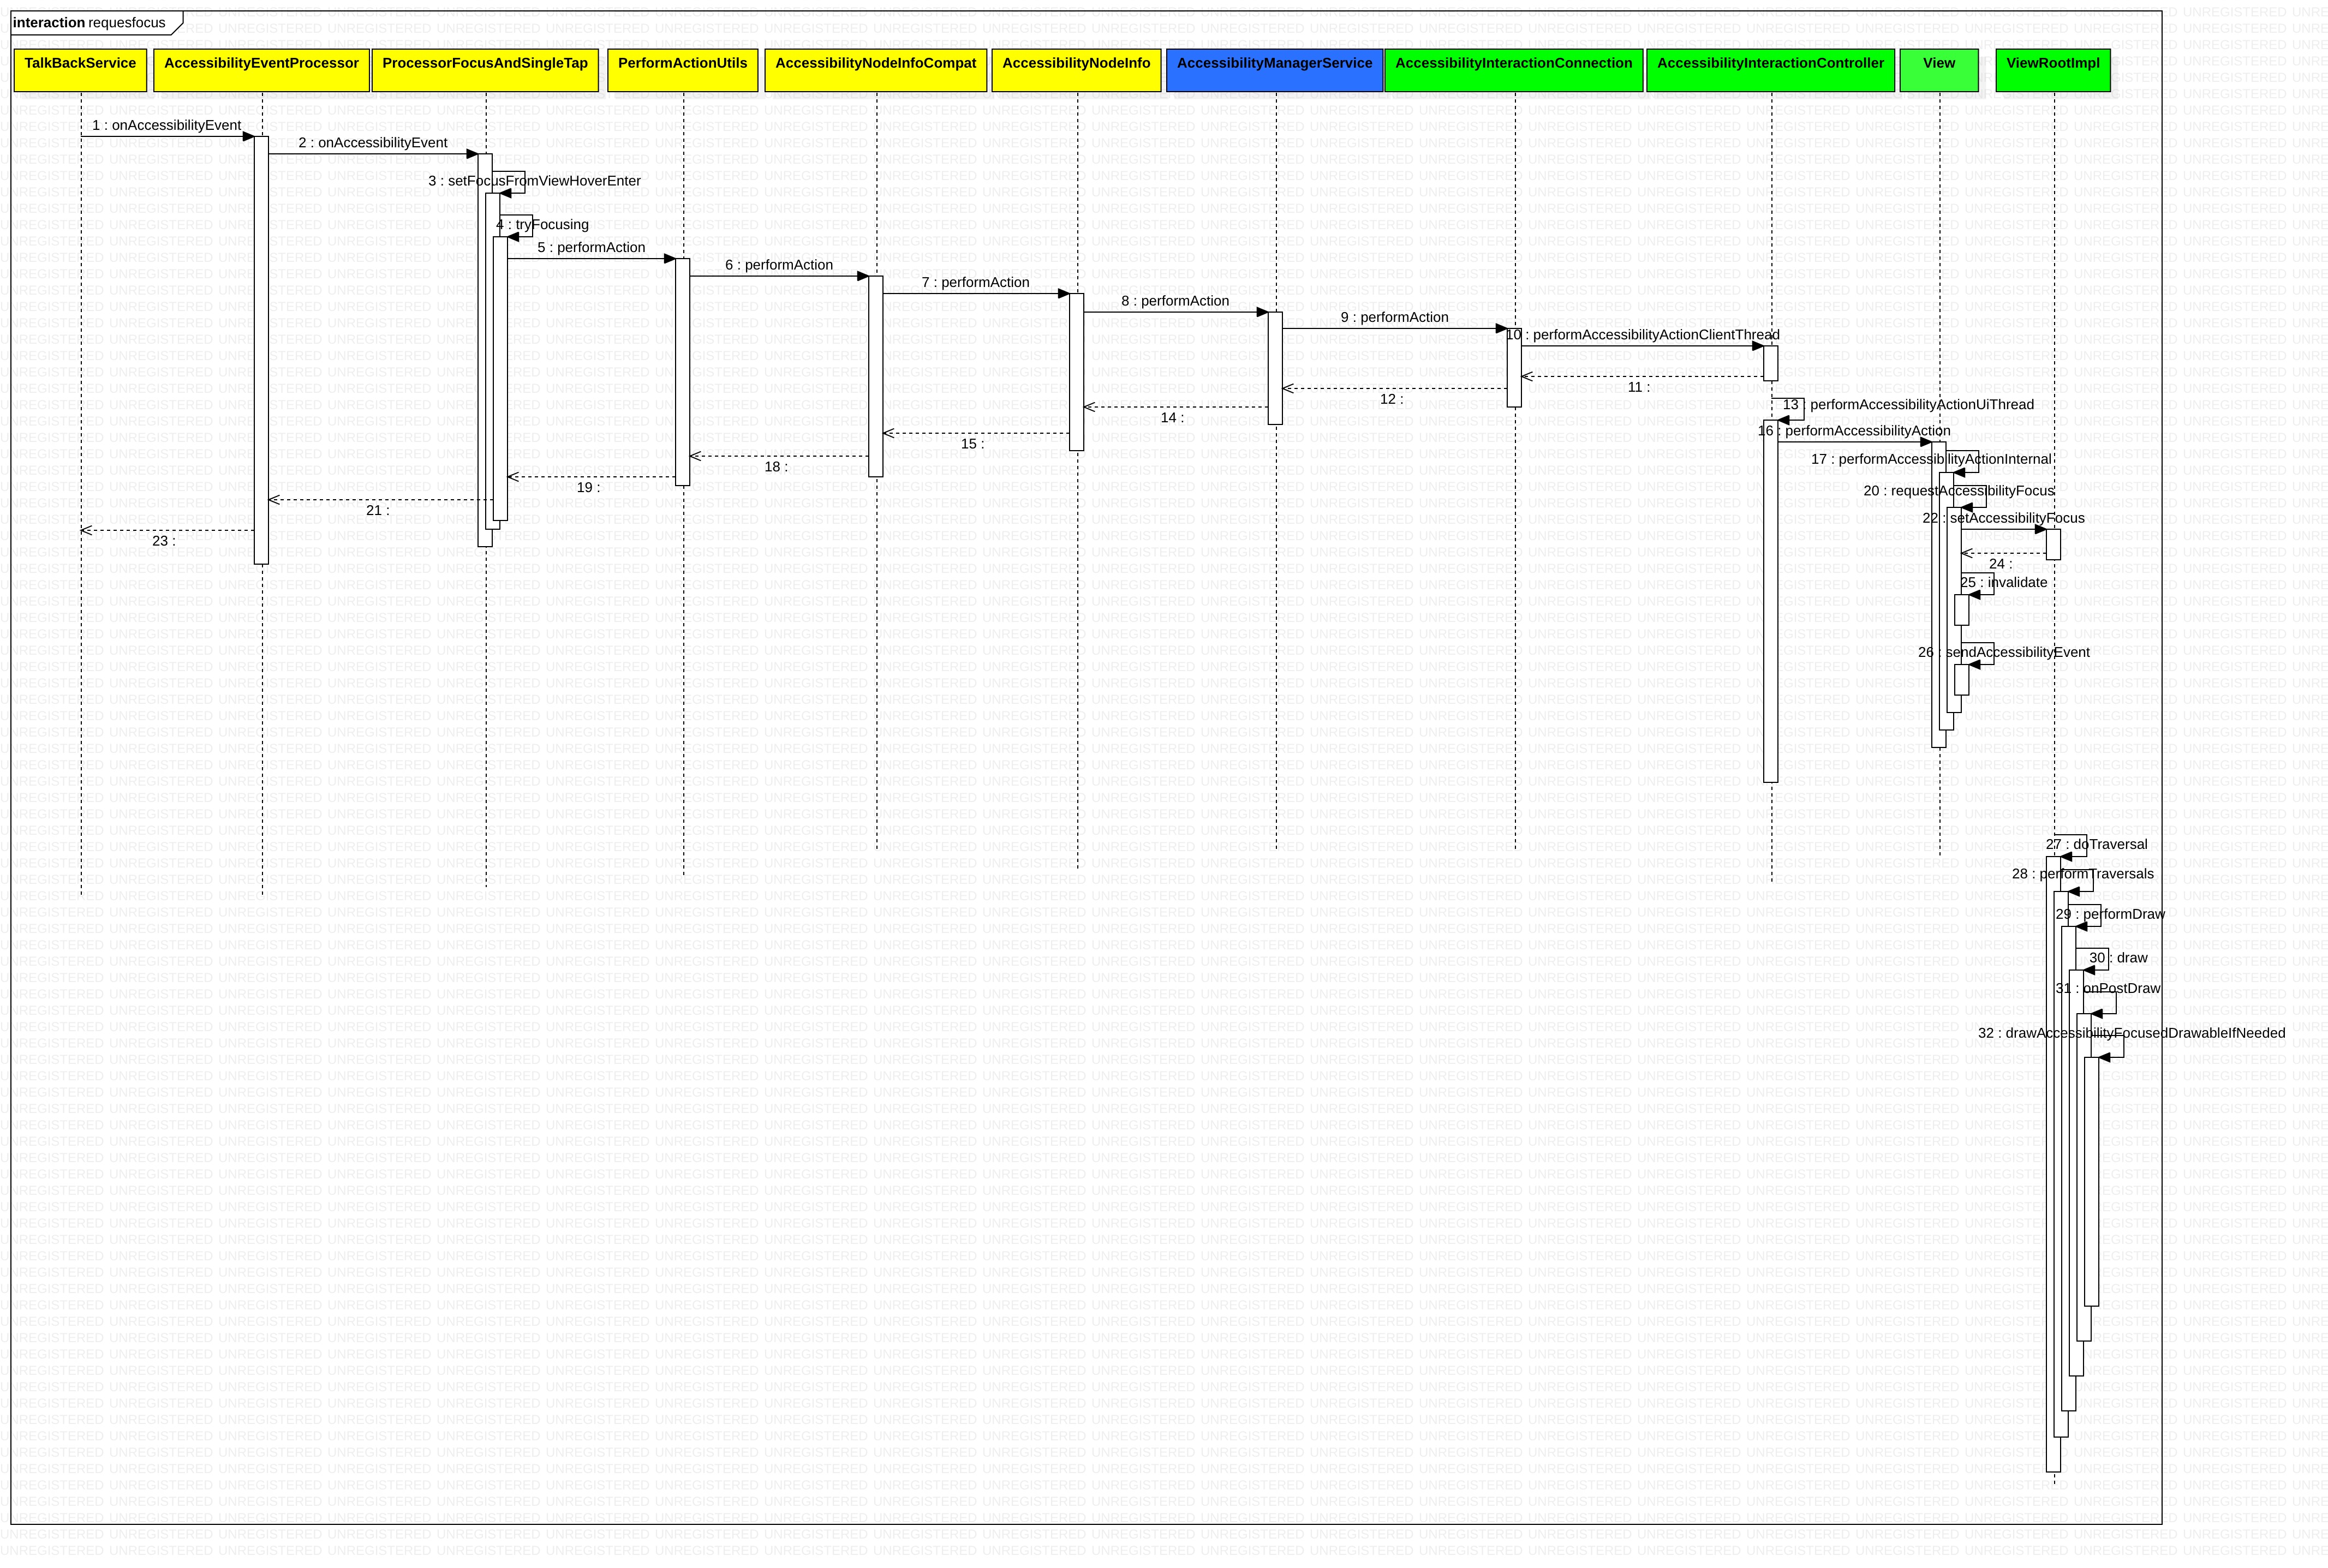 interaction requesfocus
TalkBackService
AccessibilityEventProcessor
ProcessorFocusAndSingleTap
PerformActionUtils
AccessibilityNodeInfoCompat
AccessibilityNodeInfo
AccessibilityManagerService
AccessibilityInteractionConnection
AccessibilityInteractionController
View
ViewRootImpl
1 : onAccessibilityEvent
2 : onAccessibilityEvent
3 : setFocusFromViewHoverEnter
4 : tryFocusing
5 : performAction
6 : performAction
7 : performAction
8 : performAction
9 : performAction
10 : performAccessibilityActionClientThread
11 :
12 :
13 : performAccessibilityActionUiThread
14 :
15 :
16 : performAccessibilityAction
17 : performAccessibilityActionInternal
18 :
19 :
20 : requestAccessibilityFocus
21 :
22 : setAccessibilityFocus
23 :
24 :
25 : invalidate
26 : sendAccessibilityEvent
27 : doTraversal
28 : performTraversals
29 : performDraw
30 : draw
31 : onPostDraw
32 : drawAccessibilityFocusedDrawableIfNeeded
UNREGISTERED